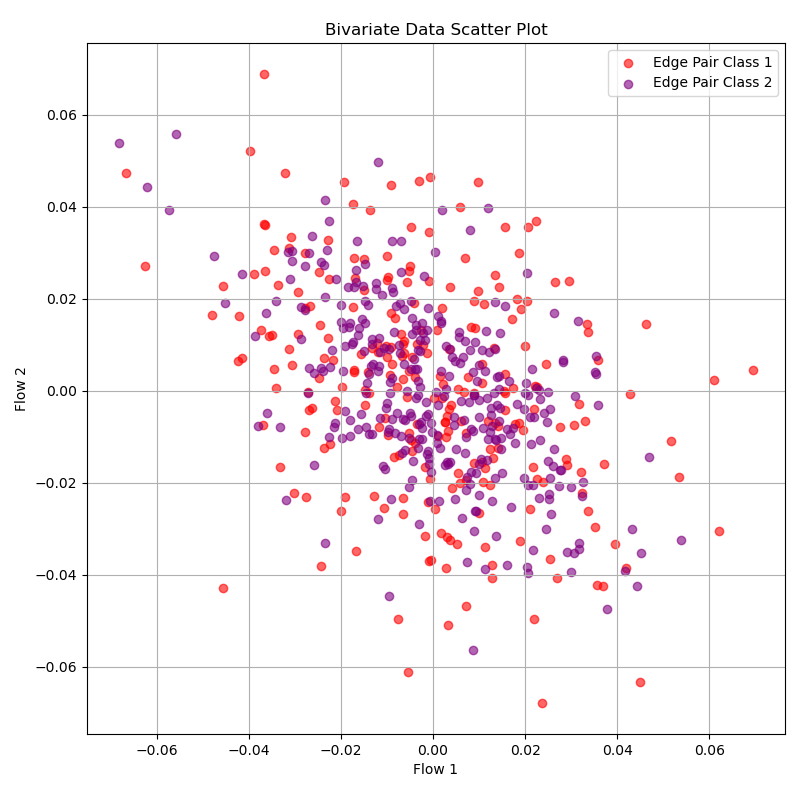 Bivariate Data Scatter Plot
Edge Pair Class 1
Edge Pair Class 2
0.06
0.04
0.02
0.00
−0.02
−0.04
−0.06
Flow 2
−0.06
−0.04
−0.02
0.00
0.02
0.04
0.06
Flow 1